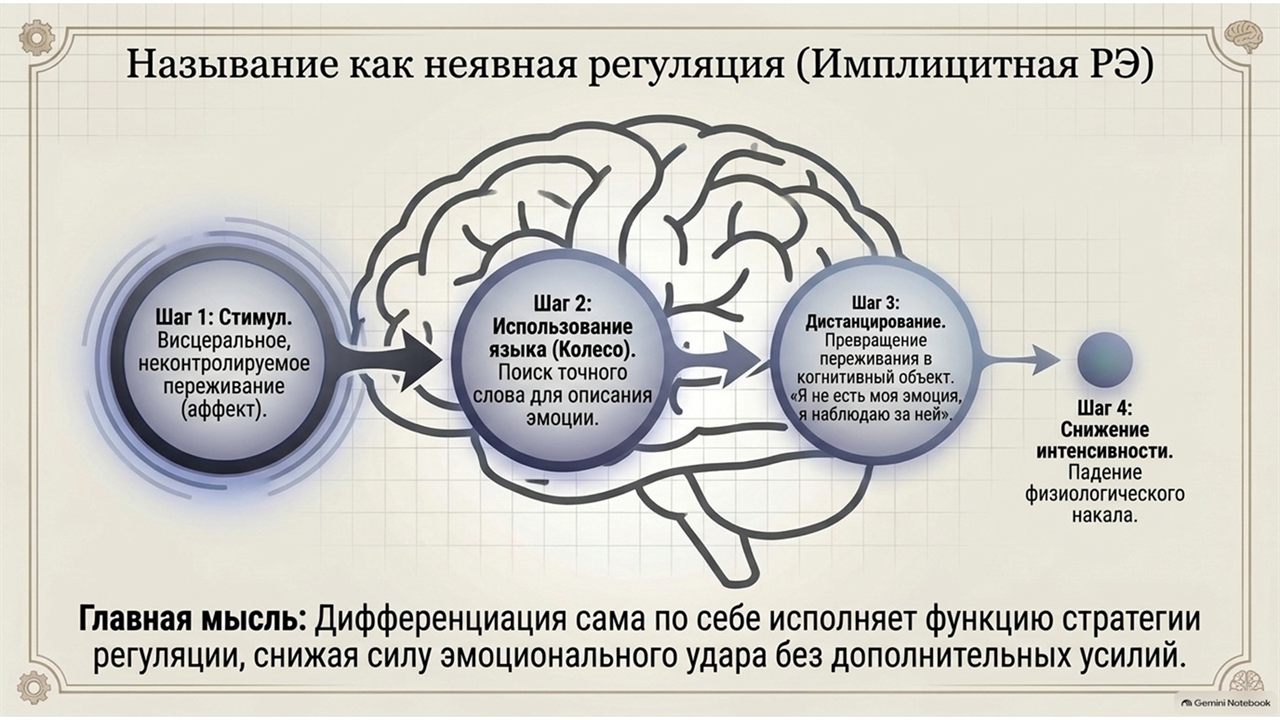 Называние как неявная регуляция (Имплицитная РЭ)
Шаг 1: Стимул.
Висцеральное,
неконтролируемое
переживание
(аффект).
Шаг 2:
Использование
языка (Колесо).
Поиск точного
слова для описания
эмоции.
Шаг 3:
Дистанцирование.
Превращение
переживания в
когнитивный объект.
«Я не есть моя эмоция,
я наблюдаю за ней».
Шаг 4:
Снижение
интенсивности.
Падение
физиологического
накала.
Главная мысль: Дифференциация сама по себе исполняет функцию стратегии
регуляции, снижая силу эмоционального удара без дополнительных усилий.
Gemini Notebook